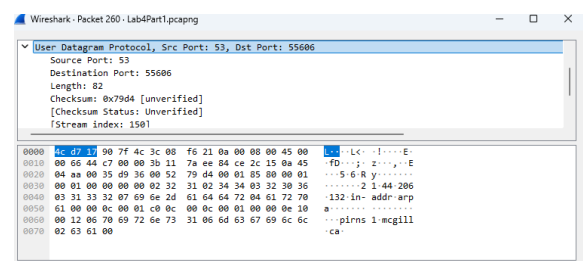 Wireshark - Packet 260 - Lab4Part1.pcapng
User Datagram Protocol, Src Port: 53, Dst Port: 55606
Source Port: 53
Destination Port: 55606
Length: 82
Checksum: 0x79d4 [unverified]
[Checksum Status: Unverified]
[Stream index: 150]
0000 4c d7 17 90 7f 4c 3c 08 f6 21 0a 00 08 00 45 00 L····L<· ·!····E·
0010 00 66 44 c7 00 00 3b 11 7a ee 84 ce 2c 15 0a 45 ·fD···;· z···,··E
0020 04 aa 00 35 d9 36 00 52 79 d4 00 01 85 80 00 01 ···5·6·R y·······
0030 00 01 00 00 00 00 02 32 31 02 34 34 03 32 30 36 ·······2 1·44·206
0040 03 31 33 32 07 69 6e 2d 61 64 64 72 04 61 72 70 ·132·in- addr·arp
0050 61 00 00 0c 00 01 c0 0c 00 0c 00 01 00 00 0e 10 a······· ········
0060 00 12 06 70 69 72 6e 73 31 06 6d 63 67 69 6c 6c ···pirns 1·mcgill
0070 02 63 61 00 ·ca·